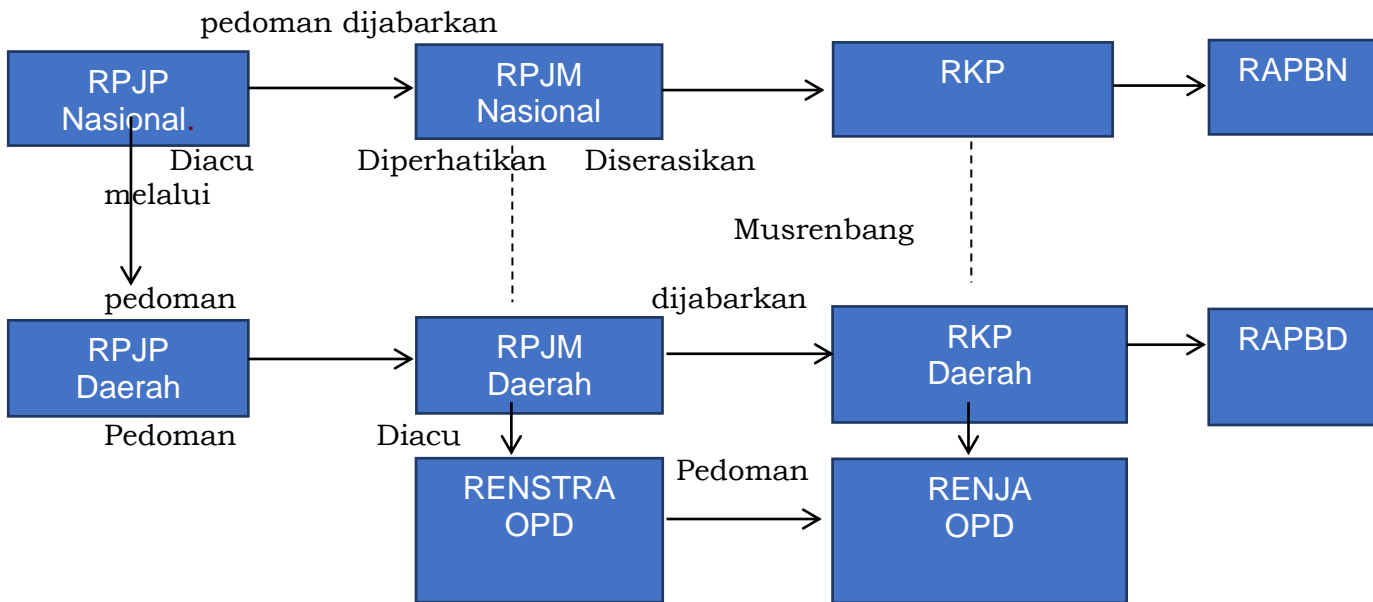 pedoman dijabarkan
RPJP
Nasional.
RPJM
Nasional
RKP
RAPBN
Diacu
Diperhatikan
Diserasikan
melalui
Musrenbang
pedoman
dijabarkan
RPJP
Daerah
RPJM
Daerah
RKP
Daerah
RAPBD
Pedoman
Diacu
RENSTRA
OPD
Pedoman
RENJA
OPD